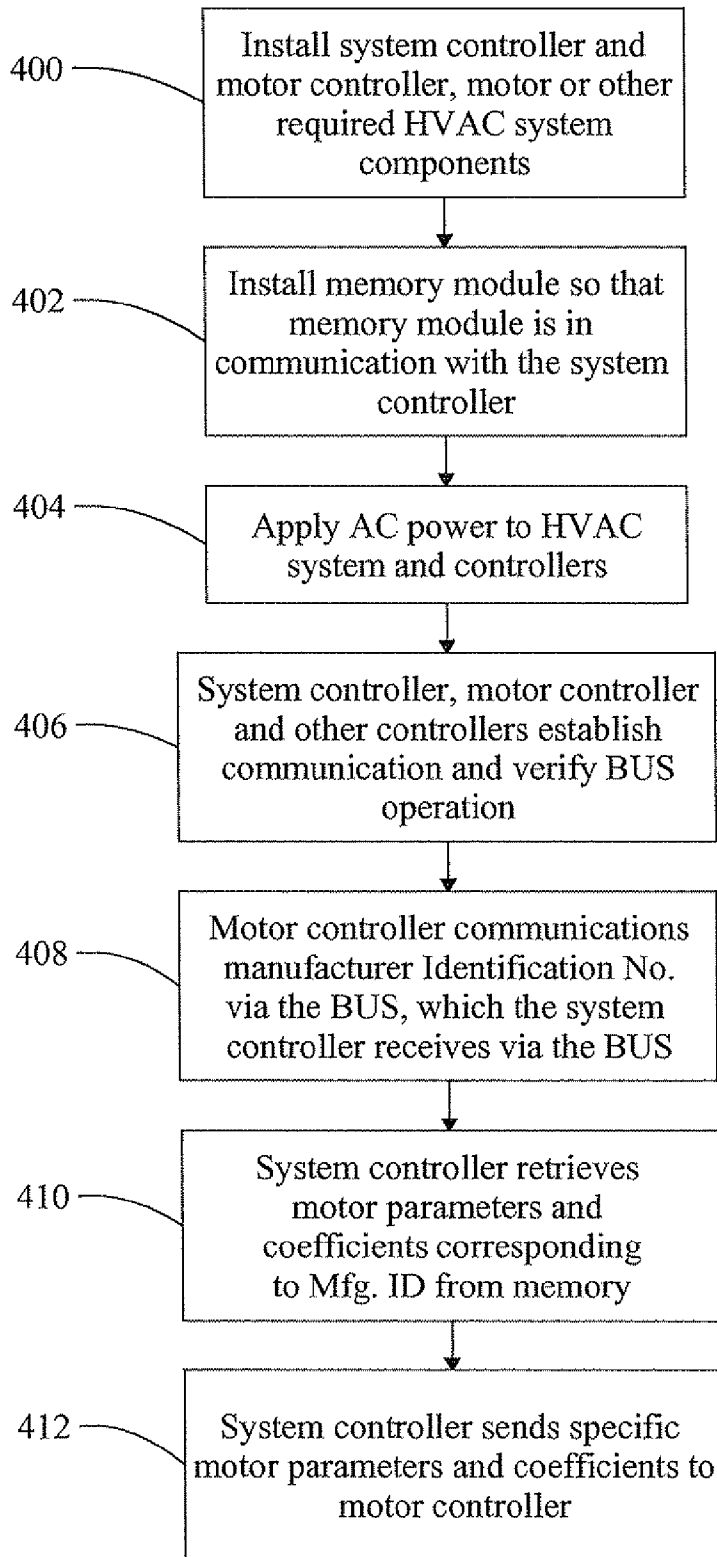 400
Install system controller and
motor controller, motor or other
required HVAC system
components
402
Install memory module so that
memory module is in
communication with the system
controller
404
Apply AC power to HVAC
system and controllers
406
System controller, motor controller
and other controllers establish
communication and verify BUS
operation
408
Motor controller communications
manufacturer Identification No.
via the BUS, which the system
controller receives via the BUS
410
System controller retrieves
motor parameters and
coefficients corresponding
to Mfg. ID from memory
412
System controller sends specific
motor parameters and coefficients to
motor controller